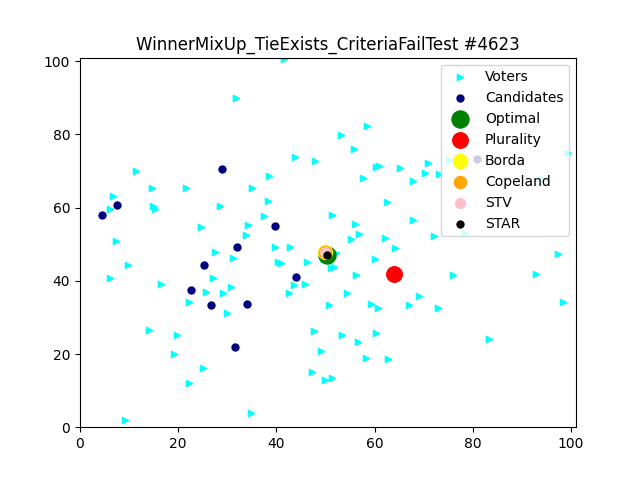 WinnerMixUp_TieExists_CriteriaFailTest #4623
100
80
60
40
20
0
0 20 40 60 80 100
Voters
Candidates
Optimal
Plurality
Borda
Copeland
STV
STAR